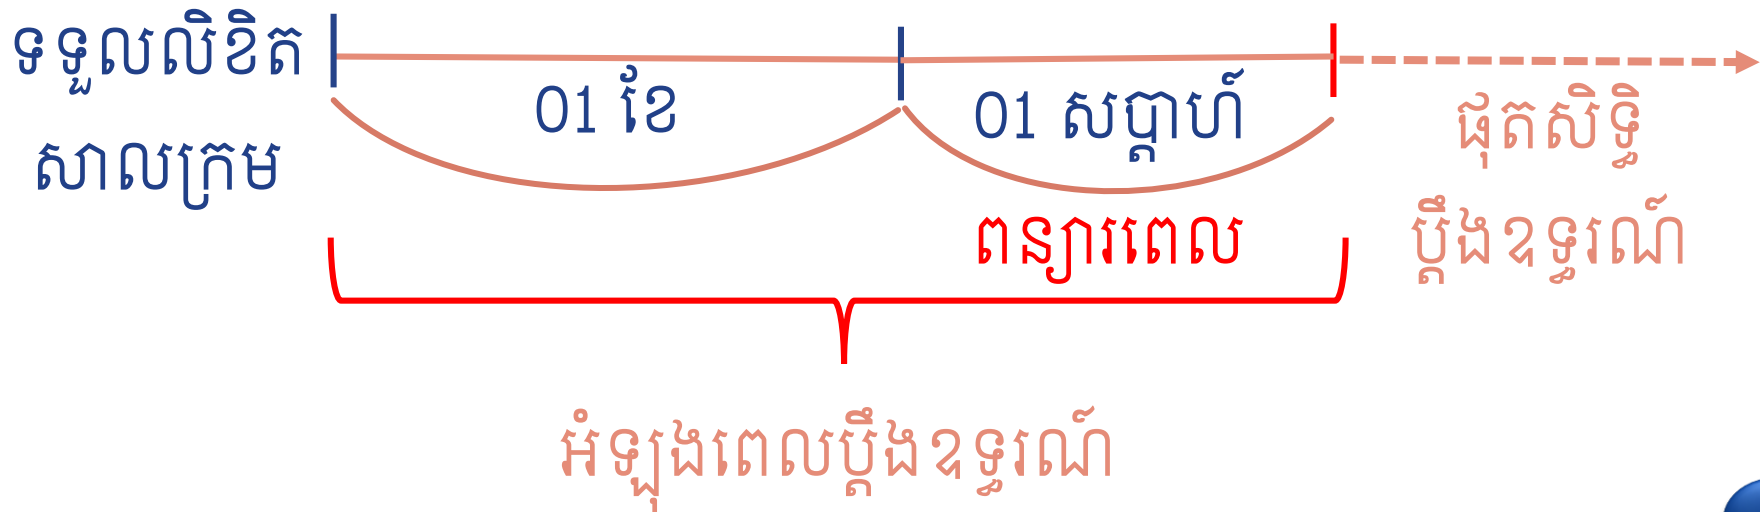 ទទួលលិខិត
សាលក្រម
01 ខែ
01 សប្តាហ៍
ពន្យារពេល
ផុតសិទ្ធិ
ប្តឹងឧទ្ធរណ៍
អំឡុងពេលប្តឹងឧទ្ធរណ៍